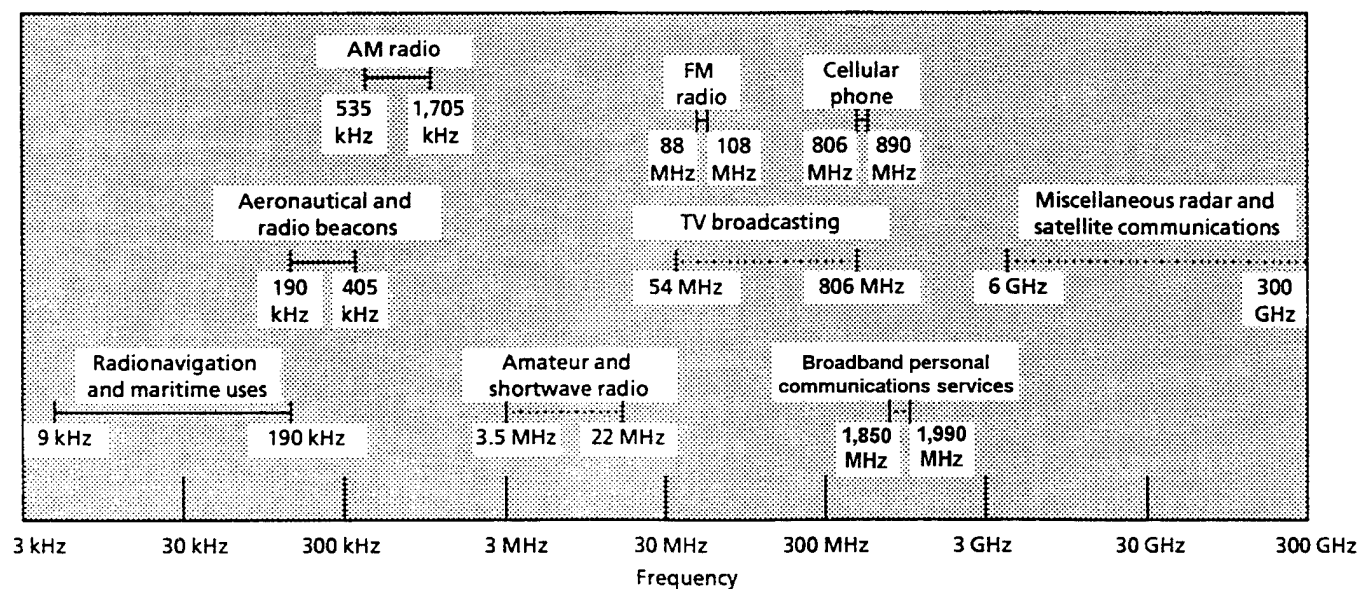 AM radio
535
kHz
1,705
kHz
FM
radio
88
MHz
108
MHz
Cellular
phone
806
MHz
890
MHz
Aeronautical and
radio beacons
190
kHz
405
kHz
TV broadcasting
54 MHz
806 MHz
Miscellaneous radar and
satellite communications
6 GHz
300
GHz
Radionavigation
and maritime uses
9 kHz
190 kHz
Amateur and
shortwave radio
3.5 MHz
22 MHz
Broadband personal
communications services
1,850
MHz
1,990
MHz
3 kHz
30 kHz
300 kHz
3 MHz
30 MHz
300 MHz
3 GHz
30 GHz
300 GHz
Frequency